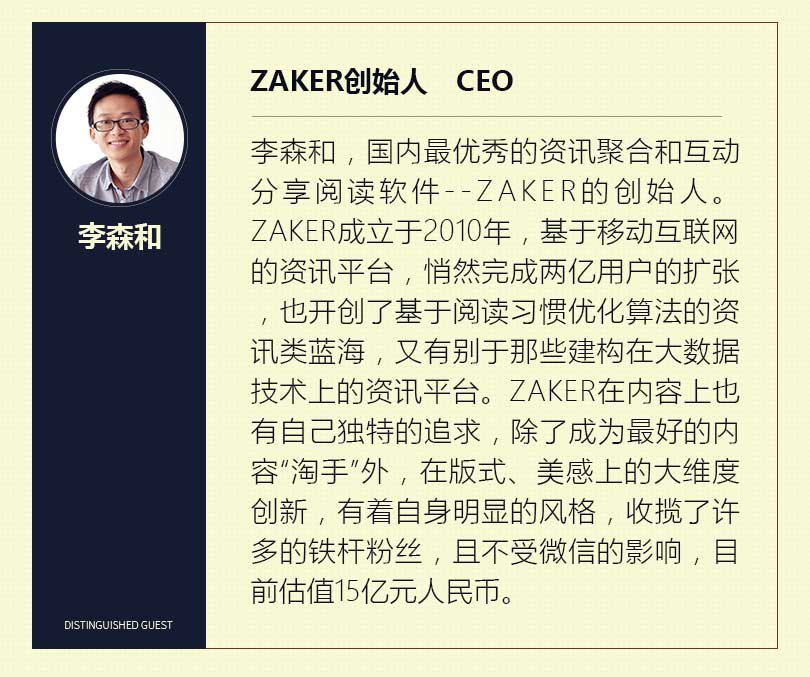 ZAKER创始人 CEO
李森和，国内最优秀的资讯聚合和互动
分享阅读软件--ZAKER的创始人。
ZAKER成立于2010年，基于移动互联网
的资讯平台，悄然完成两亿用户的扩张
，也开创了基于阅读习惯优化算法的资
讯类蓝海，又有别于那些建构在大数据
技术上的资讯平台。ZAKER在内容上也
有自己独特的追求，除了成为最好的内
容“淘手”外，在版式、美感上的大维度
创新，有着自身明显的风格，收揽了许
多的铁杆粉丝，且不受微信的影响，目
前估值15亿元人民币。
李森和
DISTINGUISHED GUEST